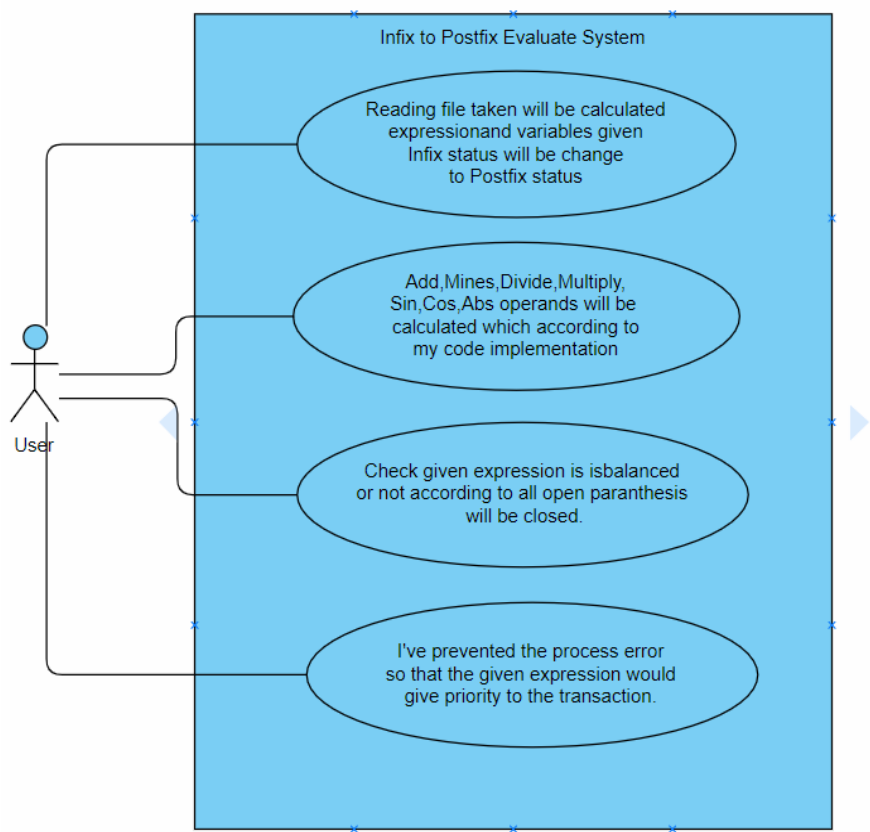 Infix to Postfix Evaluate System
Reading file taken will be calculated
expressionand variables given
Infix status will be change
to Postfix status
Add,Mines,Divide,Multiply,
Sin,Cos,Abs operands will be
calculated which according to
my code implementation
User
Check given expression is isbalanced
or not according to all open paranthesis
will be closed.
I've prevented the process error
so that the given expression would
give priority to the transaction.